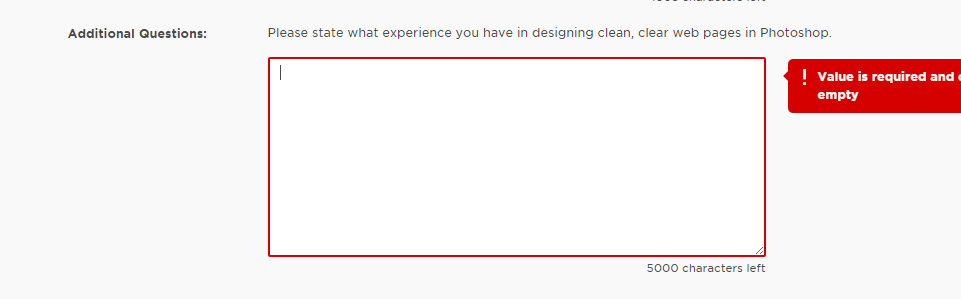 Additional Questions:
Please state what experience you have in designing clean, clear web pages in Photoshop.
! Value is required and
empty
5000 characters left